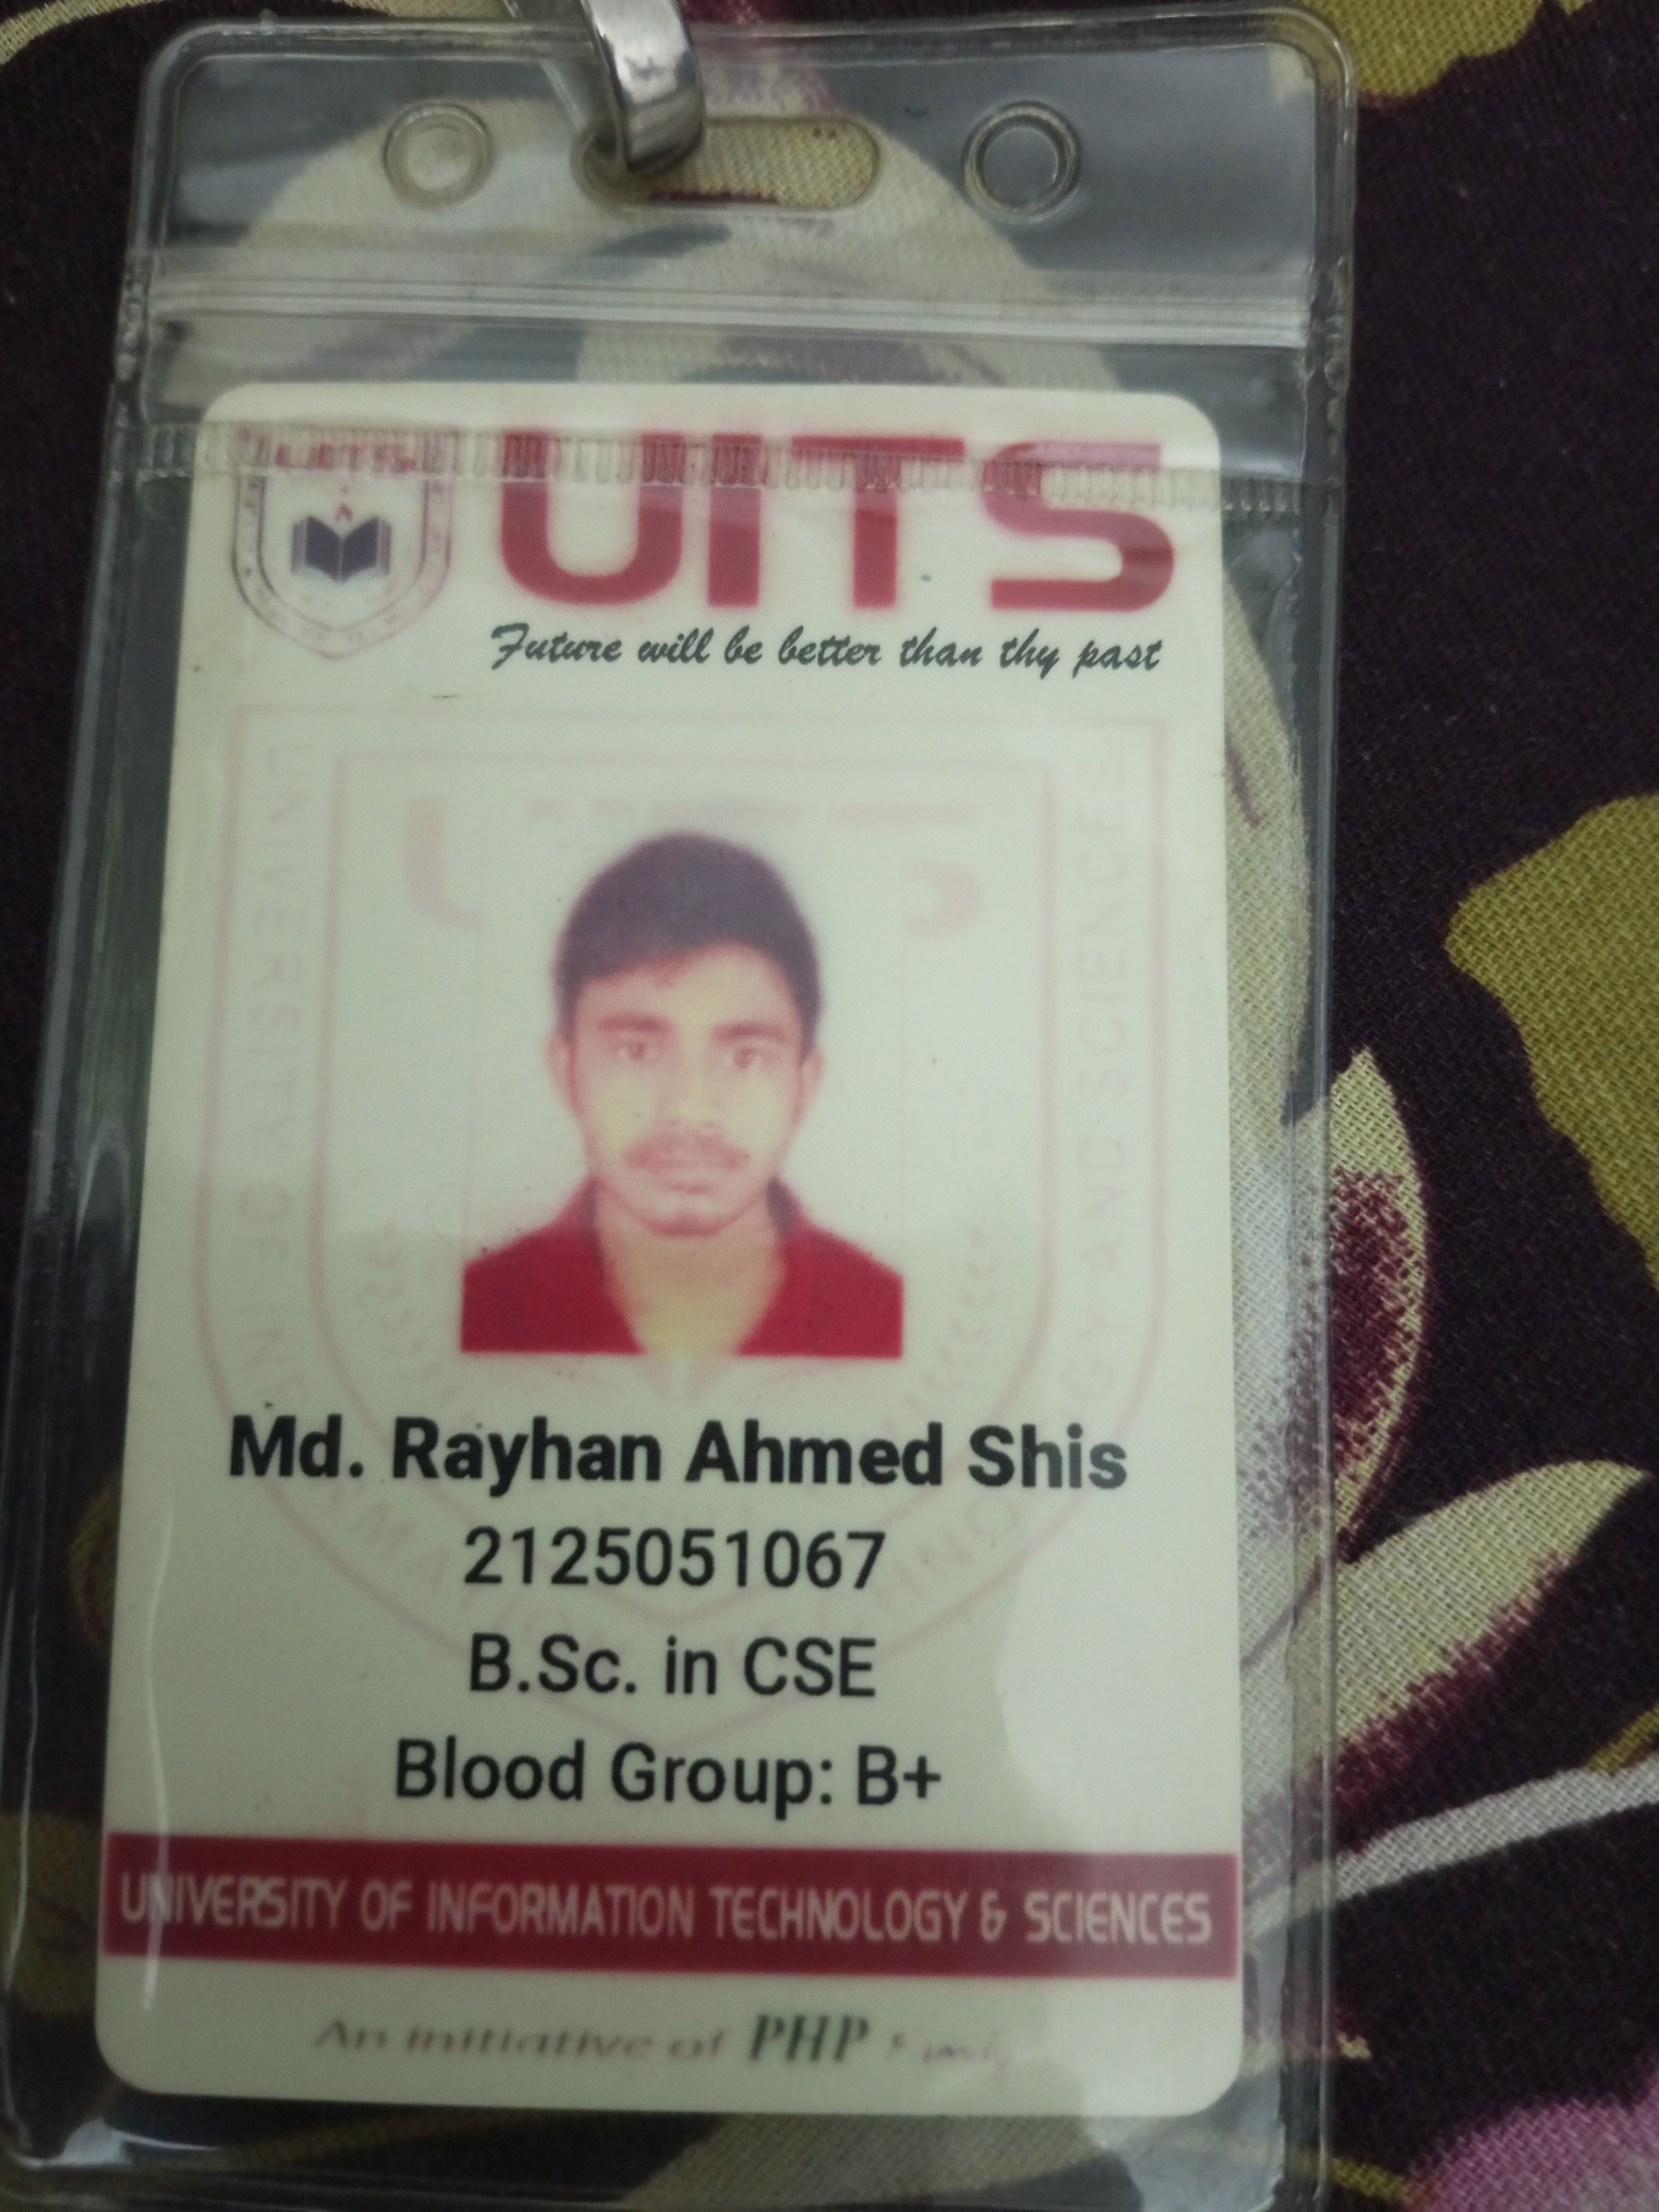 UITS
UITS
Future will be better than thy past
UNIVERSITY OF INFORMATION TECHNOLOGY AND SCIENCES
Md. Rayhan Ahmed Shis
2125051067
B.Sc. in CSE
Blood Group: B+
UNIVERSITY OF INFORMATION TECHNOLOGY & SCIENCES
An initiative of PHP